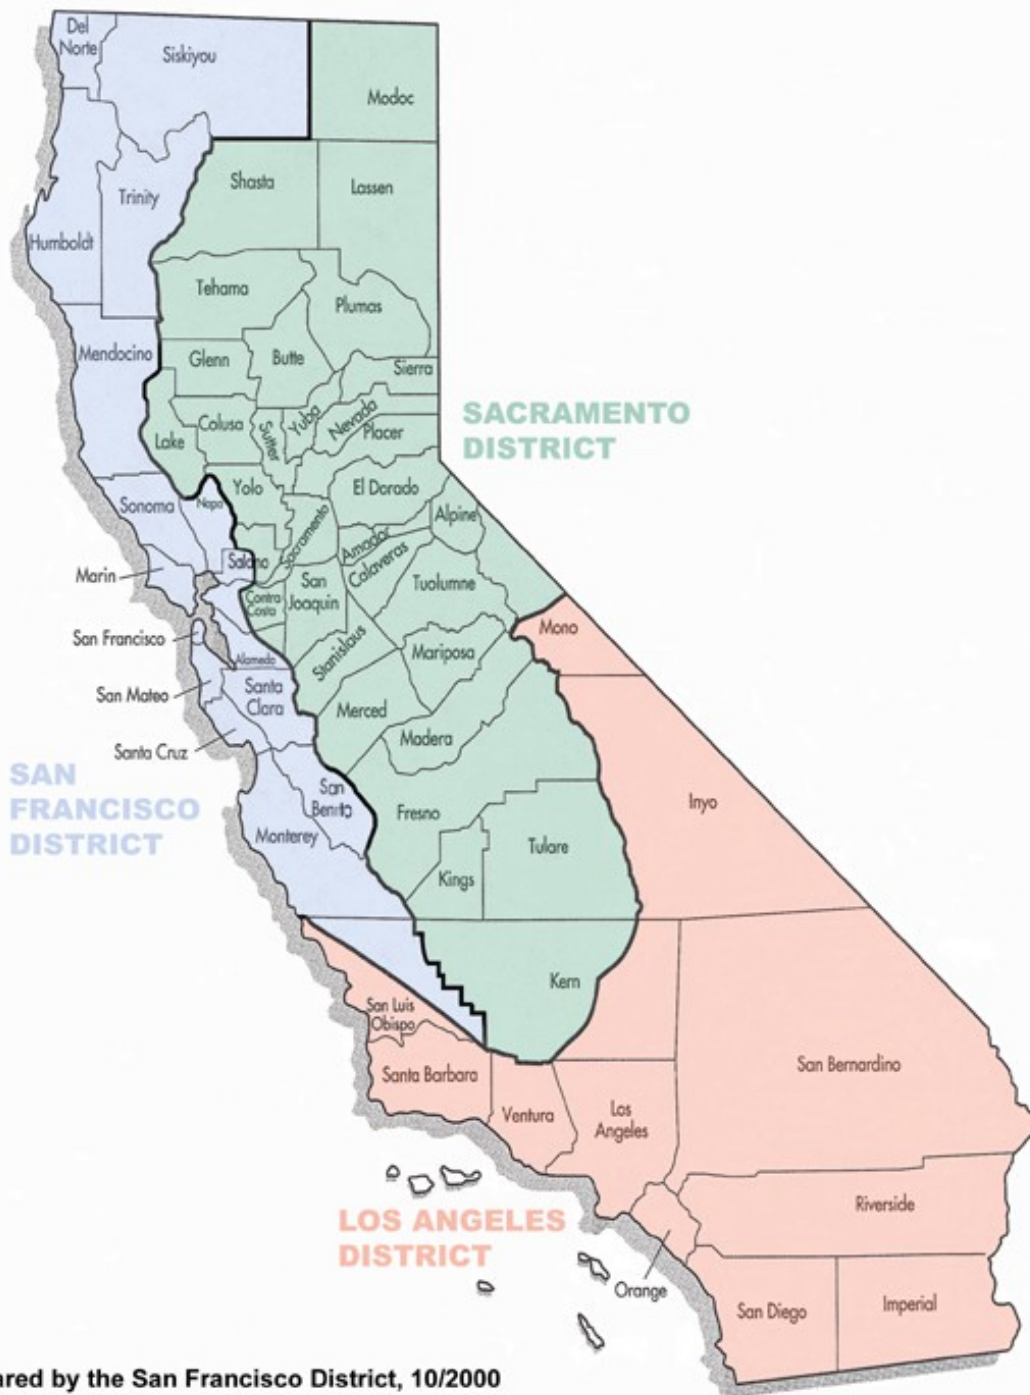 Del
Norte
Siskiyou
Modoc
Shasta
Lassen
Trinity
Humboldt
Tehama
Plumas
Mendocino
Glenn
Butte
Sierra
Colusa
Sutter
Yuba
Nevada
Placer
Lake
SACRAMENTO
DISTRICT
Sonoma
Napa
Yolo
El Dorado
Sacramento
Alpine
Amador
Calaveras
Solano
Marin
Contra
Costa
San
Joaquin
Tuolumne
San Francisco
Alameda
Stanislaus
Mariposa
Mono
San Mateo
Santa
Clara
Merced
Madera
Santa Cruz
SAN
FRANCISCO
DISTRICT
San
Benito
Monterey
Fresno
Kings
Tulare
Inyo
Kern
San Luis
Obispo
Santa Barbara
Ventura
Los
Angeles
San Bernardino
LOS ANGELES
DISTRICT
Riverside
Orange
San Diego
Imperial
ared by the San Francisco District, 10/2000